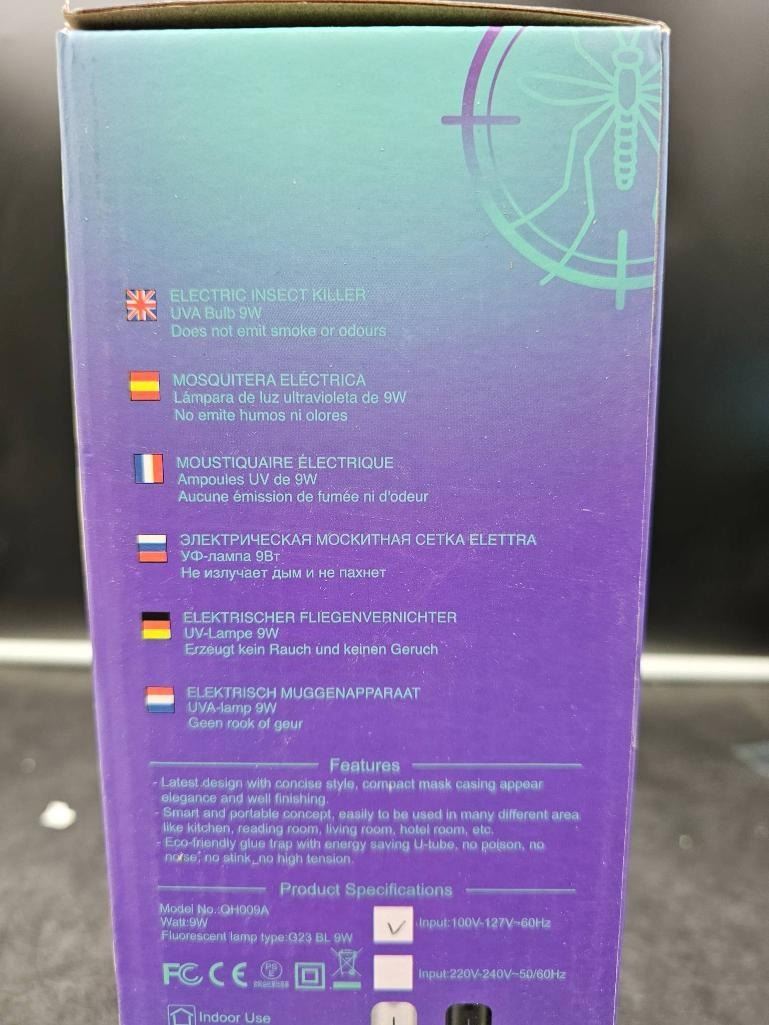 ELECTRIC INSECT KILLER
UVA Bulb 9W
Does not emit smoke or odours
MOSQUITERA ELÉCTRICA
Lámpara de luz ultravioleta de 9W
No emite humos ni olores
MOUSTIQUAIRE ÉLECTRIQUE
Ampoules UV de 9W
Aucune émission de fumée ni d'odeur
ЭЛЕКТРИЧЕСКАЯ МОСКИТНАЯ СЕТКА ELETTRA
УФ-лампа 9Вт
Не излучает дым и не пахнет
ELEKTRISCHER FLIEGENVERNICHTER
UV-Lampe 9W
Erzeugt kein Rauch und keinen Geruch
ELEKTRISCH MUGGENAPPARAAT
UVA-lamp 9W
Geen rook of geur
Features
- Latest design with concise style, compact mask casing appear
elegance and well finishing.
- Smart and portable concept, easily to be used in many different area
like kitchen, reading room, living room, hotel room, etc.
- Eco-friendly glue trap with energy saving U-tube, no poison, no
noise, no stink, no high tension.
Product Specifications
Model No.:QH009A
Watt:9W
Fluorescent lamp type:G23 BL 9W
Input:100V-127V~60Hz
FC CE PS E
Input:220V-240V~50/60Hz
Indoor Use